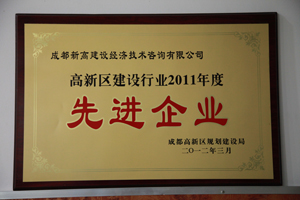 成都新高建设经济技术咨询有限公司
高新区建设行业2011年度
先进企业
成都高新区规划建设局
二〇一二年三月